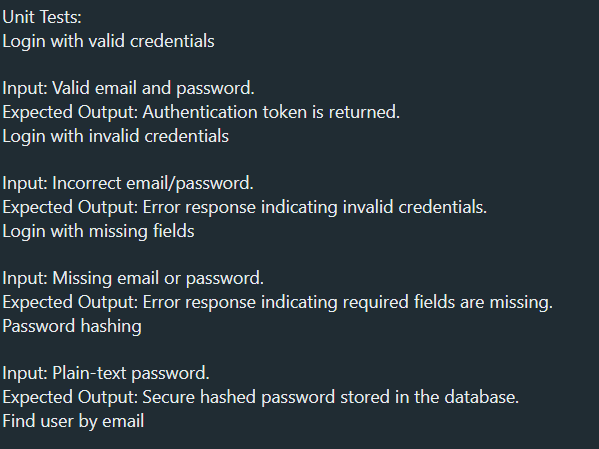 Unit Tests:
Login with valid credentials
Input: Valid email and password.
Expected Output: Authentication token is returned.
Login with invalid credentials
Input: Incorrect email/password.
Expected Output: Error response indicating invalid credentials.
Login with missing fields
Input: Missing email or password.
Expected Output: Error response indicating required fields are missing.
Password hashing
Input: Plain-text password.
Expected Output: Secure hashed password stored in the database.
Find user by email